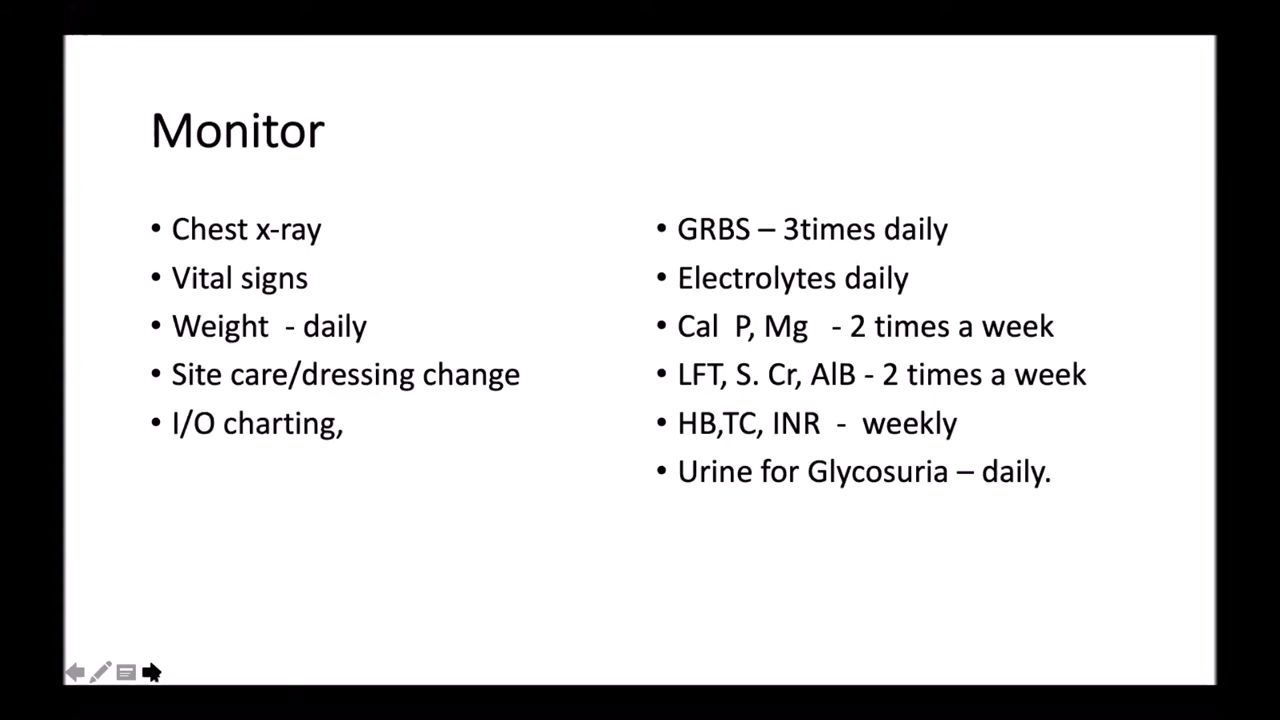 Monitor
• Chest x-ray
• Vital signs
• Weight - daily
• Site care/dressing change
• I/O charting,
• GRBS – 3times daily
• Electrolytes daily
• Cal P, Mg - 2 times a week
• LFT, S. Cr, AlB - 2 times a week
• HB,TC, INR - weekly
• Urine for Glycosuria – daily.